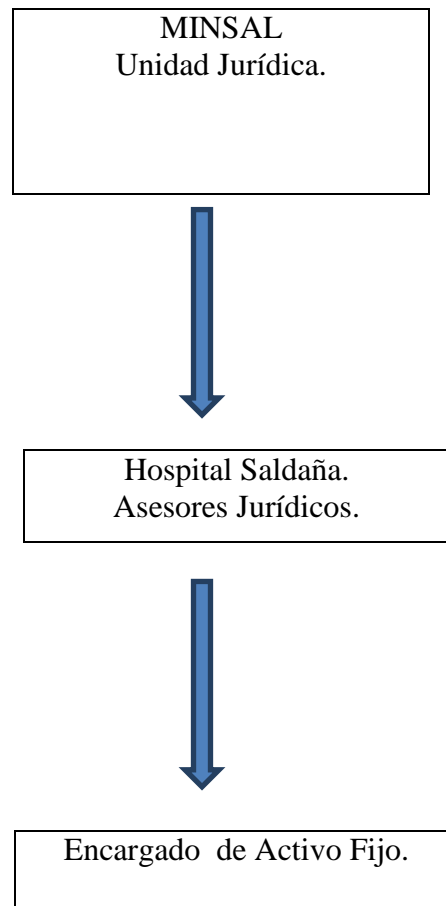 MINSAL
Unidad Jurídica.
Hospital Saldaña.
Asesores Jurídicos.
Encargado de Activo Fijo.